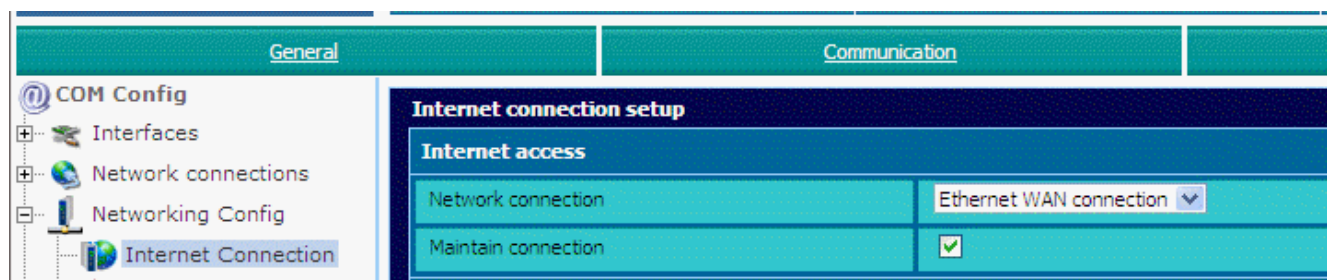 General Communication
COM Config
Interfaces
Network connections
Networking Config
Internet Connection
Internet connection setup
Internet access
Network connection Ethernet WAN connection
Maintain connection